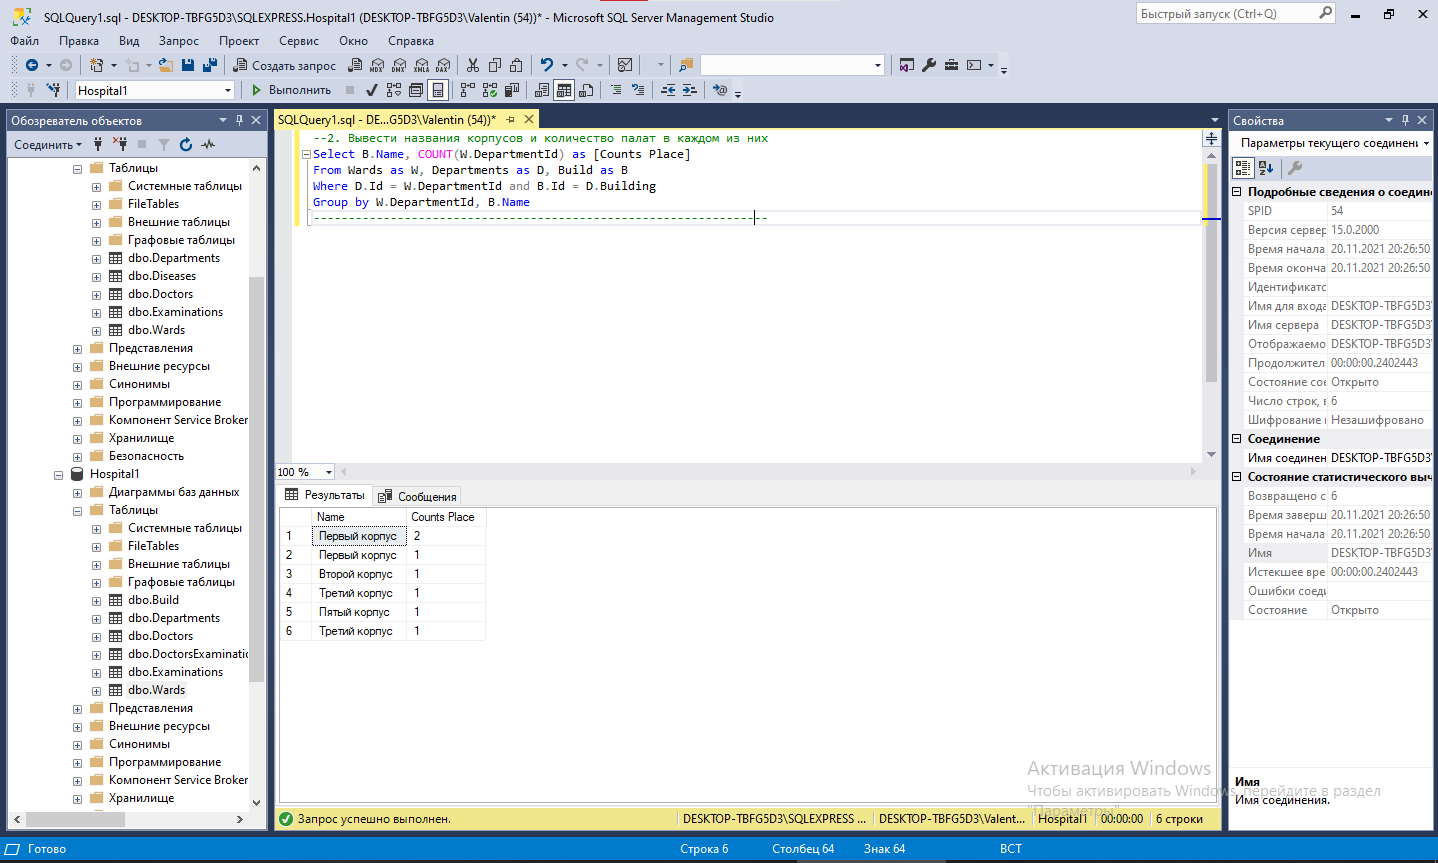 SQLQuery1.sql - DESKTOP-TBFG5D3\SQLEXPRESS.Hospital1 (DESKTOP-TBFG5D3\Valentin (54))* - Microsoft SQL Server Management Studio
Быстрый запуск (Ctrl+Q)
Файл Правка Вид Запрос Проект Сервис Окно Справка
Создать запрос
MDX DMX XMLA DAX
Hospital1
Выполнить
Обозреватель объектов
Соединить
Таблицы
Системные таблицы
FileTables
Внешние таблицы
Графовые таблицы
dbo.Departments
dbo.Diseases
dbo.Doctors
dbo.Examinations
dbo.Wards
Представления
Внешние ресурсы
Синонимы
Программирование
Компонент Service Broker
Хранилище
Безопасность
Hospital1
Диаграммы баз данных
Таблицы
Системные таблицы
FileTables
Внешние таблицы
Графовые таблицы
dbo.Build
dbo.Departments
dbo.Doctors
dbo.DoctorsExaminatic
dbo.Examinations
dbo.Wards
Представления
Внешние ресурсы
Синонимы
Программирование
Компонент Service Broker
Хранилище
SQLQuery1.sql - DE...G5D3\Valentin (54))*
--2. Вывести названия корпусов и количество палат в каждом из них
Select B.Name, COUNT(W.DepartmentId) as [Counts Place]
From Wards as W, Departments as D, Build as B
Where D.Id = W.DepartmentId and B.Id = D.Building
Group by W.DepartmentId, B.Name
-----------------------------------------------------------------
100 %
Результаты Сообщения
Name Counts Place
1 Первый корпус 2
2 Первый корпус 1
3 Второй корпус 1
4 Третий корпус 1
5 Пятый корпус 1
6 Третий корпус 1
Запрос успешно выполнен.
DESKTOP-TBFG5D3\SQLEXPRESS ... DESKTOP-TBFG5D3\Valent... Hospital1 00:00:00 6 строки
Свойства
Параметры текущего соединени
Подробные сведения о соедин
SPID 54
Версия сервер 15.0.2000
Время начала 20.11.2021 20:26:50
Время оконча 20.11.2021 20:26:50
Идентификатс
Имя для входа DESKTOP-TBFG5D3\
Имя сервера DESKTOP-TBFG5D3\
Отображаемо DESKTOP-TBFG5D3\
Продолжител 00:00:00.2402443
Состояние сое Открыто
Число строк, в 6
Шифрование Незашифровано
Соединение
Имя соединен DESKTOP-TBFG5D3\
Состояние статистического выч
Возвращено с 6
Время заверш 20.11.2021 20:26:50
Время начала 20.11.2021 20:26:50
Имя DESKTOP-TBFG5D3\
Истекшее вре 00:00:00.2402443
Ошибки соеди
Состояние Открыто
Имя
Имя соединения.
Активация Windows
Чтобы активировать Windows, перейдите в раздел
"Параметры".
Готово
Строка 6 Столбец 64 Знак 64 ВСТ